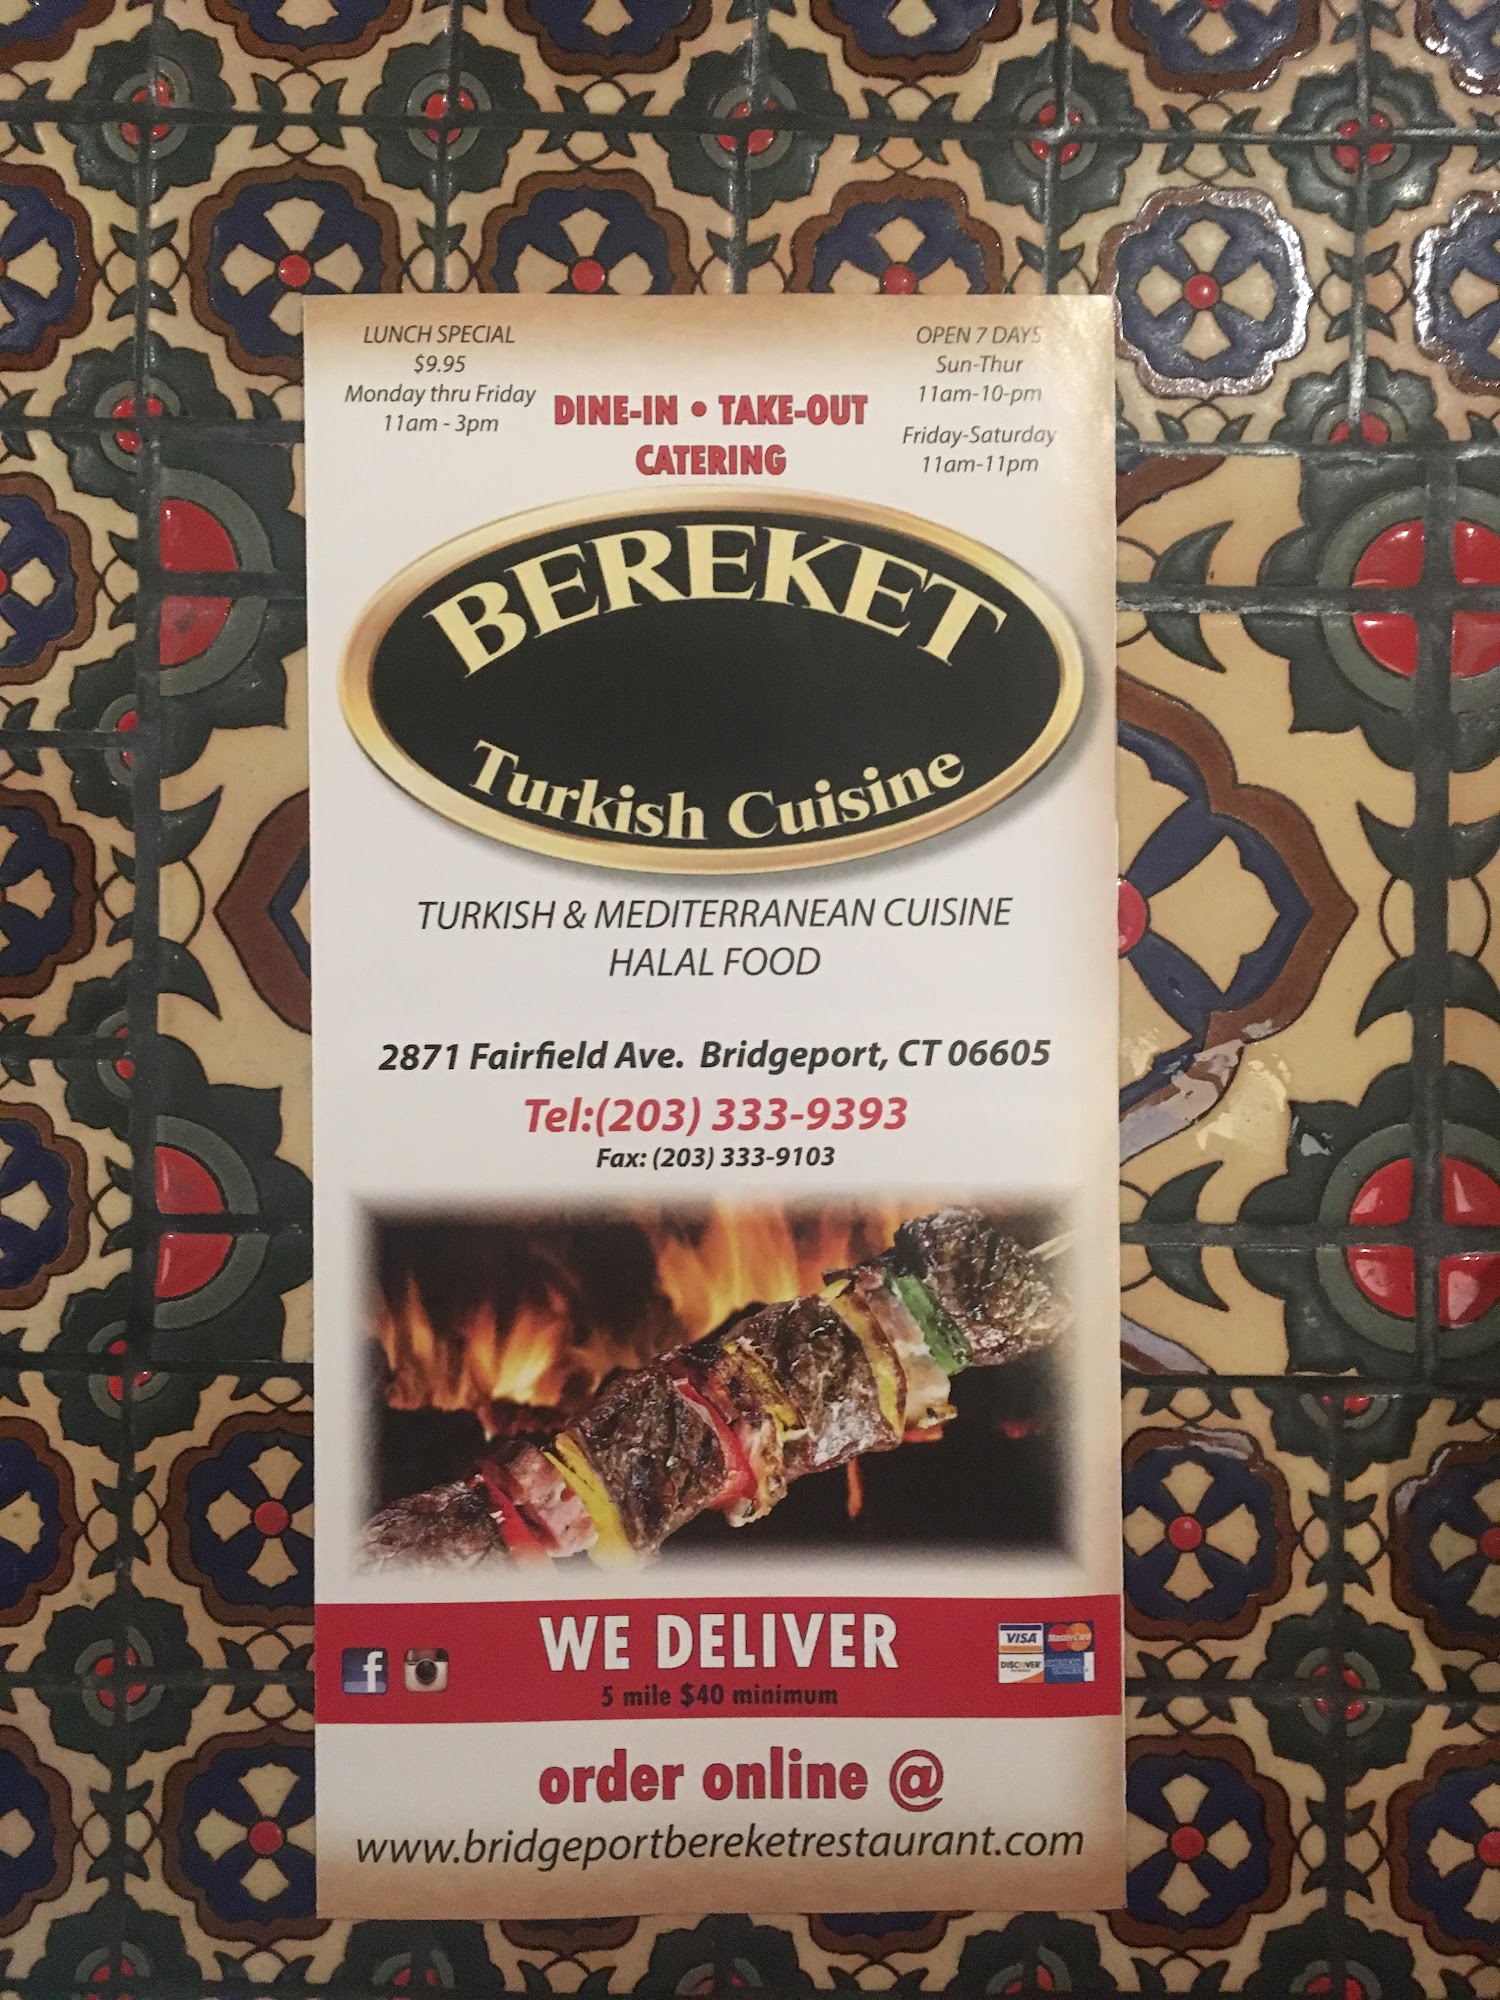 LUNCH SPECIAL
$9.95
Monday thru Friday
11am - 3pm
DINE-IN • TAKE-OUT
CATERING
OPEN 7 DAYS
Sun-Thur
11am-10-pm
Friday-Saturday
11am-11pm
BEREKET
Turkish Cuisine
TURKISH & MEDITERRANEAN CUISINE
HALAL FOOD
2871 Fairfield Ave. Bridgeport, CT 06605
Tel:(203) 333-9393
Fax: (203) 333-9103
WE DELIVER
5 mile $40 minimum
f
VISA
MasterCard
DISCOVER
order online @
www.bridgeportbereketrestaurant.com